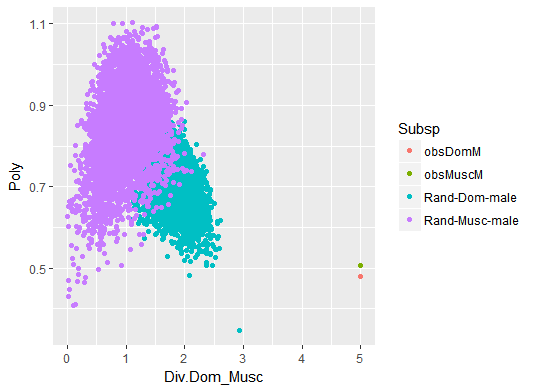 1.1
0.9
0.7
0.5
Poly
0
1
2
3
4
5
Div.Dom_Musc
Subsp
obsDomM
obsMuscM
Rand-Dom-male
Rand-Musc-male